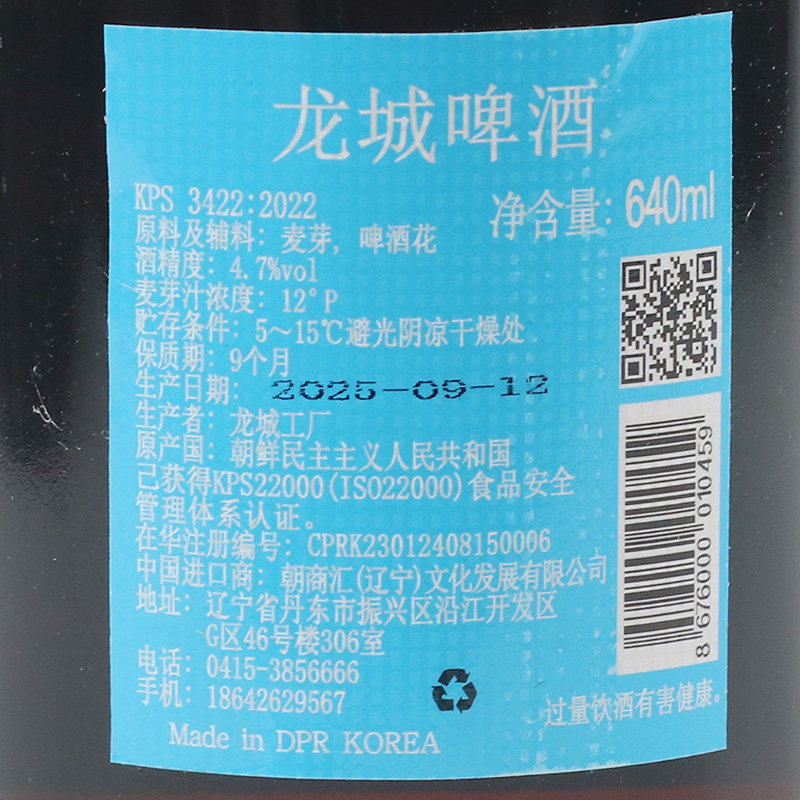 龙城啤酒
KPS 3422:2022
净含量: 640ml
原料及辅料: 麦芽, 啤酒花
酒精度: 4.7%vol
麦芽汁浓度: 12°P
贮存条件: 5~15℃避光阴凉干燥处
保质期: 9个月
生产日期: 2025-09-12
生产者: 龙城工厂
原产国: 朝鲜民主主义人民共和国
已获得KPS22000(ISO22000)食品安全
管理体系认证。
在华注册编号: CPRK23012408150006
中国进口商: 朝商汇(辽宁)文化发展有限公司
地址: 辽宁省丹东市振兴区沿江开发区
G区46号楼306室
电话: 0415-3856666
手机: 18642629567
Made in DPR KOREA
过量饮酒有害健康。
8 676000 010459